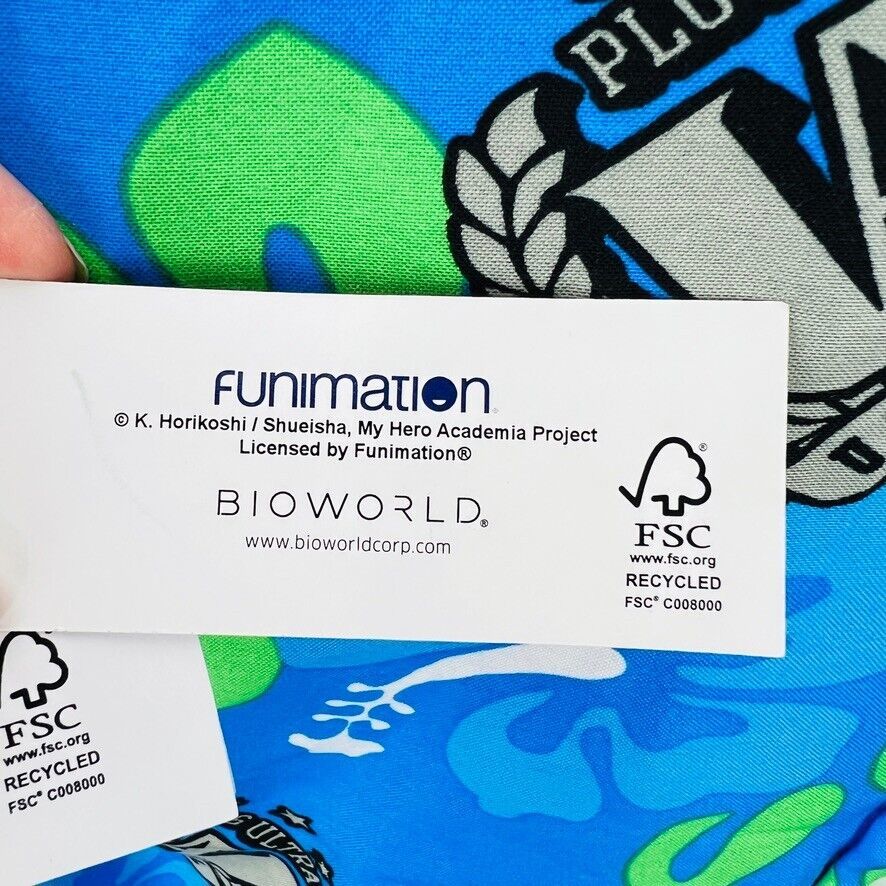 PLU
FUNIMATION®
© K. Horikoshi / Shueisha, My Hero Academia Project
Licensed by Funimation®
BIOWORLD®
www.bioworldcorp.com
®
FSC
www.fsc.org
RECYCLED
FSC® C008000
FSC
www.fsc.org
RECYCLED
FSC® C008000
ULTRA